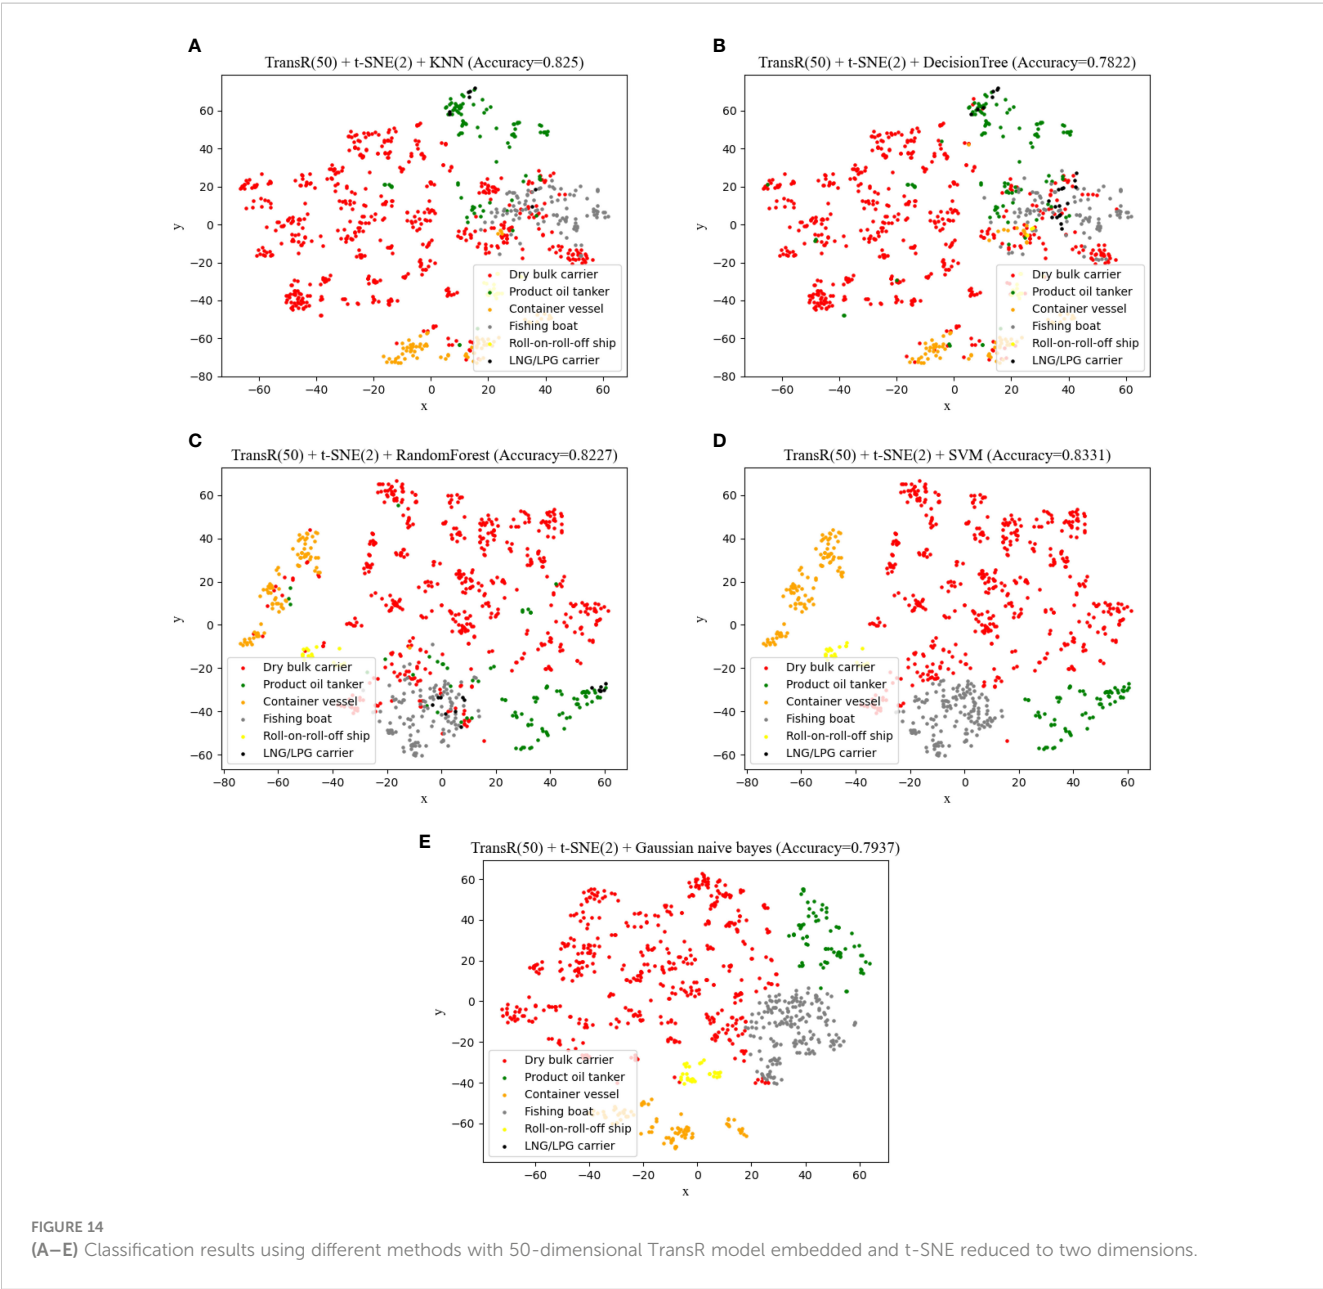 A
TransR(50) + t-SNE(2) + KNN (Accuracy=0.825)
60
40
20
0
−20
−40
−60
−80
y
−60 −40 −20 0 20 40 60
x
Dry bulk carrier
Product oil tanker
Container vessel
Fishing boat
Roll-on-roll-off ship
LNG/LPG carrier
B
TransR(50) + t-SNE(2) + DecisionTree (Accuracy=0.7822)
60
40
20
0
−20
−40
−60
−80
y
−60 −40 −20 0 20 40 60
x
Dry bulk carrier
Product oil tanker
Container vessel
Fishing boat
Roll-on-roll-off ship
LNG/LPG carrier
C
TransR(50) + t-SNE(2) + RandomForest (Accuracy=0.8227)
60
40
20
0
−20
−40
−60
y
−80 −60 −40 −20 0 20 40 60
x
Dry bulk carrier
Product oil tanker
Container vessel
Fishing boat
Roll-on-roll-off ship
LNG/LPG carrier
D
TransR(50) + t-SNE(2) + SVM (Accuracy=0.8331)
60
40
20
0
−20
−40
−60
y
−80 −60 −40 −20 0 20 40 60
x
Dry bulk carrier
Product oil tanker
Container vessel
Fishing boat
Roll-on-roll-off ship
LNG/LPG carrier
E
TransR(50) + t-SNE(2) + Gaussian naive bayes (Accuracy=0.7937)
60
40
20
0
−20
−40
−60
y
−60 −40 −20 0 20 40 60
x
Dry bulk carrier
Product oil tanker
Container vessel
Fishing boat
Roll-on-roll-off ship
LNG/LPG carrier
FIGURE 14
(A–E) Classification results using different methods with 50-dimensional TransR model embedded and t-SNE reduced to two dimensions.